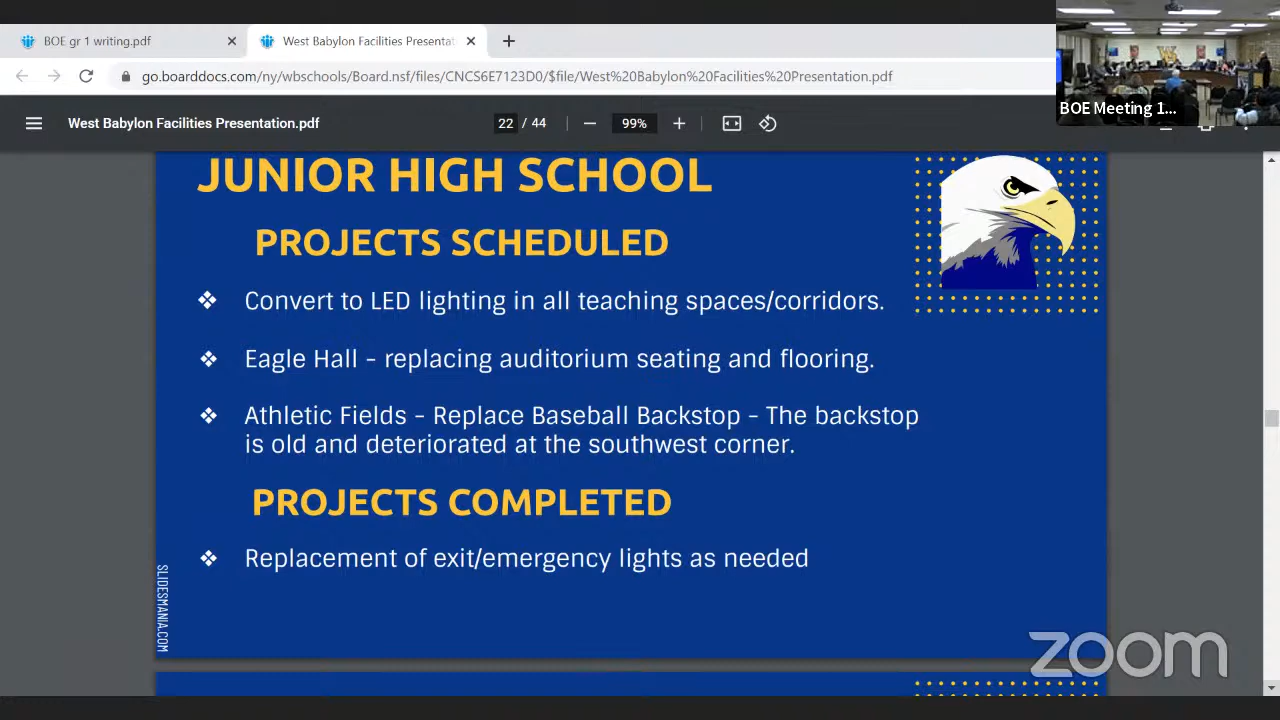 BOE gr 1 writing.pdf
West Babylon Facilities Presentat
go.boarddocs.com/ny/wbschools/Board.nsf/files/CNCS6E7123D0/$file/West%20Babylon%20Facilities%20Presentation.pdf
BOE Meeting 1...
West Babylon Facilities Presentation.pdf
22 / 44
99%
JUNIOR HIGH SCHOOL
PROJECTS SCHEDULED
❖ Convert to LED lighting in all teaching spaces/corridors.
❖ Eagle Hall - replacing auditorium seating and flooring.
❖ Athletic Fields - Replace Baseball Backstop - The backstop
is old and deteriorated at the southwest corner.
PROJECTS COMPLETED
❖ Replacement of exit/emergency lights as needed
SLIDESMANIA.COM
zoom